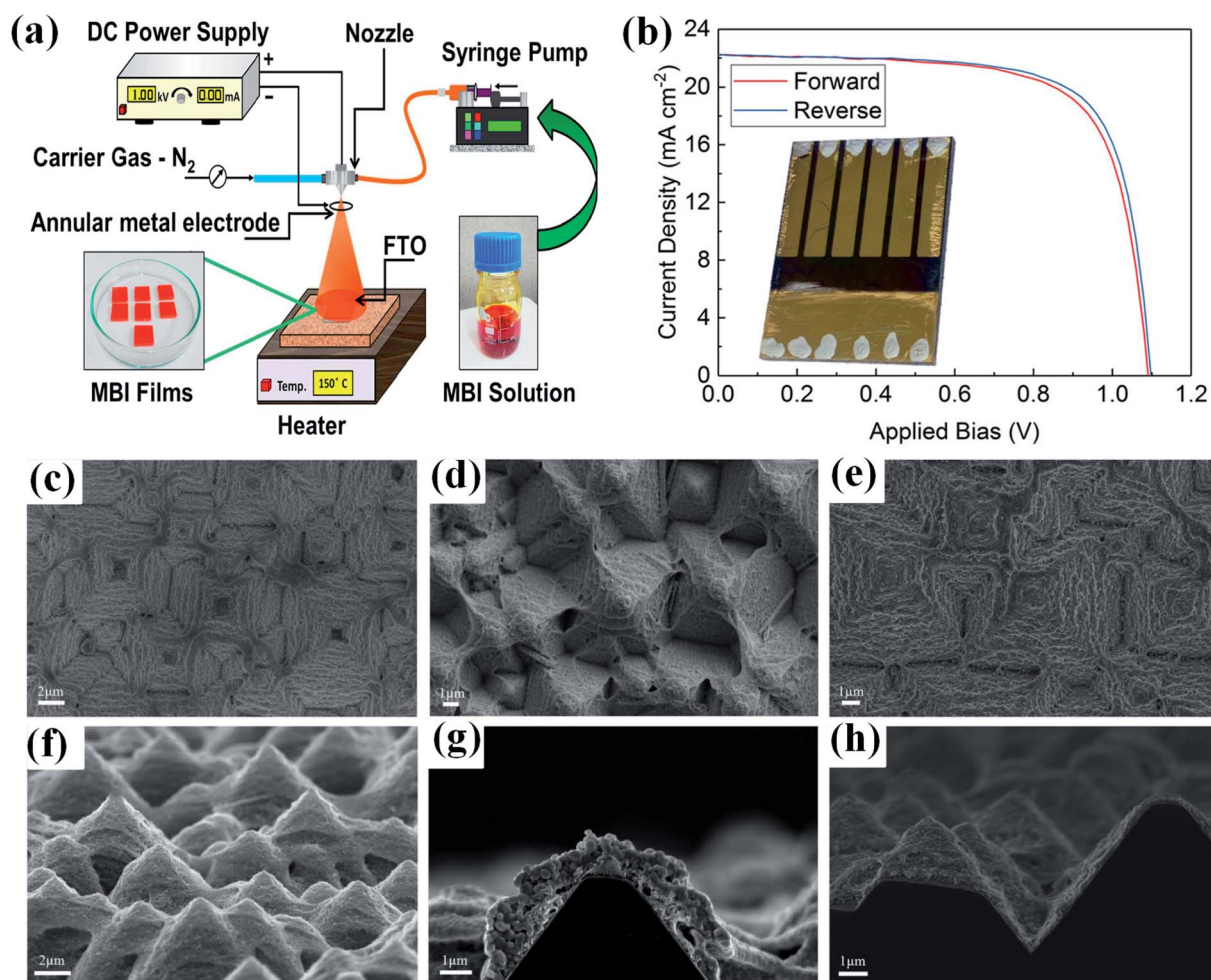 (a)
DC Power Supply
Nozzle
Syringe Pump
1.00 kV 0.00 mA
+
-
Carrier Gas - N₂
Annular metal electrode
FTO
Temp. 150° C
MBI Films
MBI Solution
Heater
(b)
24
20
16
12
8
4
0
Current Density (mA cm⁻²)
Forward
Reverse
0.0 0.2 0.4 0.6 0.8 1.0 1.2
Applied Bias (V)
(c)
2μm
(d)
1μm
(e)
1μm
(f)
2μm
(g)
1μm
(h)
1μm